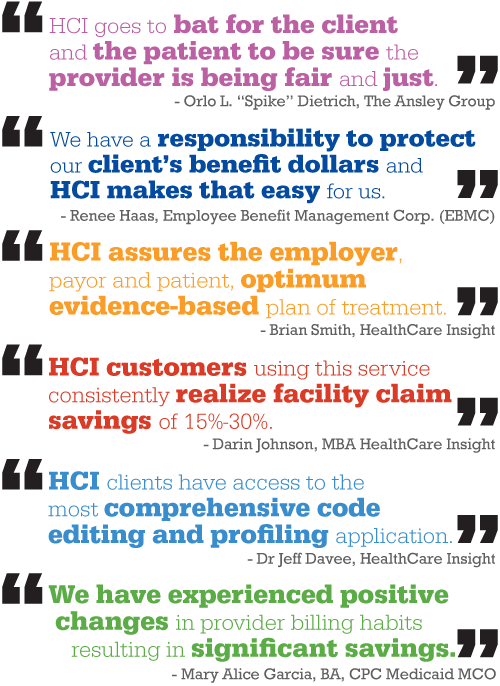 “ HCI goes to bat for the client
and the patient to be sure the
provider is being fair and just. ”
- Orlo L. “Spike” Dietrich, The Ansley Group
“ We have a responsibility to protect
our client’s benefit dollars and
HCI makes that easy for us. ”
- Renee Haas, Employee Benefit Management Corp. (EBMC)
“ HCI assures the employer,
payor and patient, optimum
evidence-based plan of treatment. ”
- Brian Smith, HealthCare Insight
“ HCI customers using this service
consistently realize facility claim
savings of 15%-30%. ”
- Darin Johnson, MBA HealthCare Insight
“ HCI clients have access to the
most comprehensive code
editing and profiling application. ”
- Dr Jeff Davee, HealthCare Insight
“ We have experienced positive
changes in provider billing habits
resulting in significant savings. ”
- Mary Alice Garcia, BA, CPC Medicaid MCO